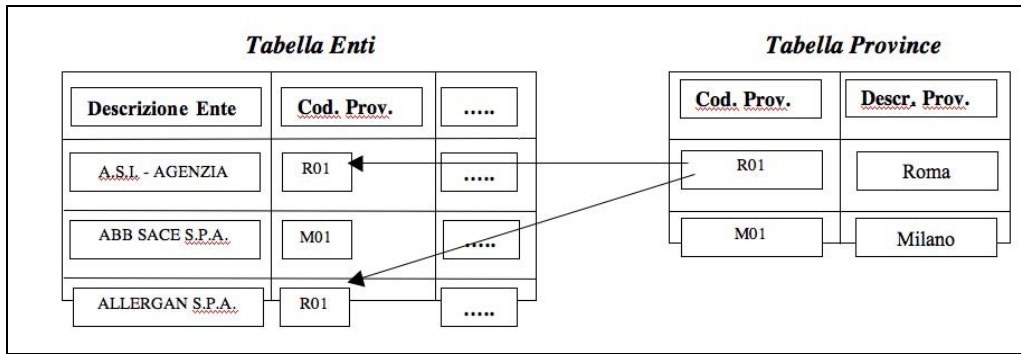 Tabella Enti
Tabella Province
Descrizione Ente Cod. Prov. .....
Cod. Prov. Descr. Prov.
A.S.I. - AGENZIA R01 .....
R01 Roma
ABB SACE S.P.A. M01 .....
M01 Milano
ALLERGAN S.P.A. R01 .....